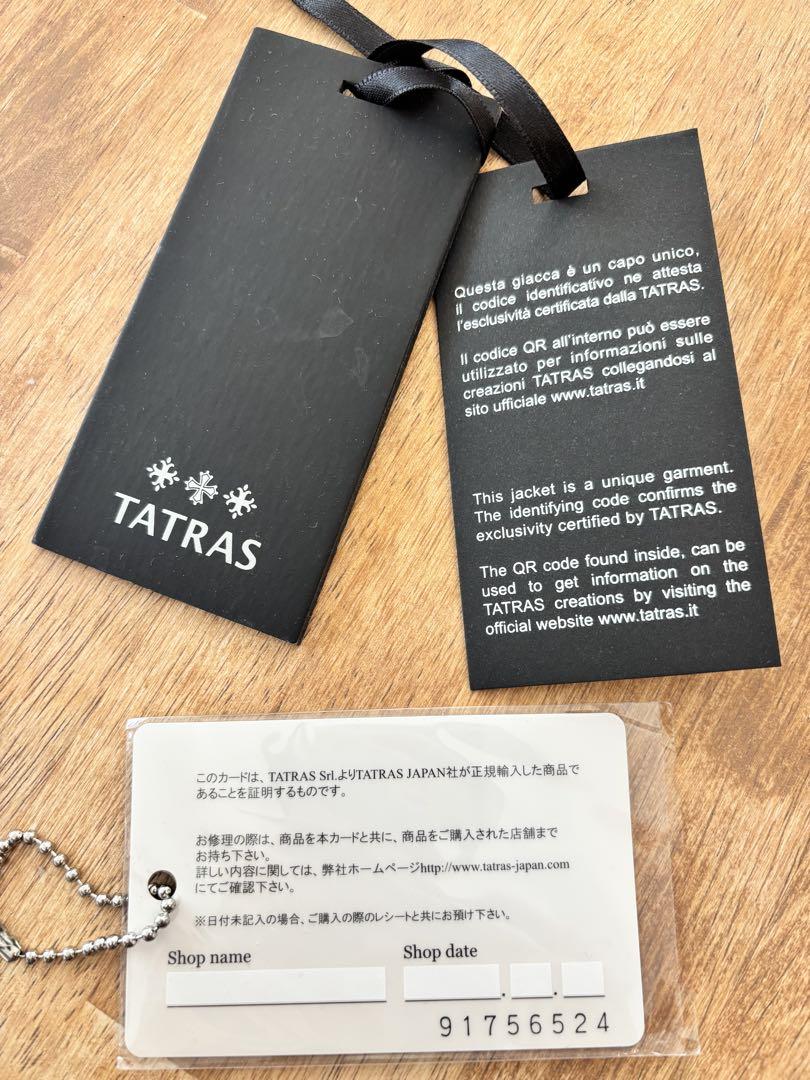 TATRAS
Questa giacca è un capo unico,
il codice identificativo ne attesta
l'esclusività certificata dalla TATRAS.
Il codice QR all'interno può essere
utilizzato per informazioni sulle
creazioni TATRAS collegandosi al
sito ufficiale www.tatras.it
This jacket is a unique garment.
The identifying code confirms the
exclusivity certified by TATRAS.
The QR code found inside, can be
used to get information on the
TATRAS creations by visiting the
official website www.tatras.it
このカードは、TATRAS Srl.よりTATRAS JAPAN社が正規輸入した商品で
あることを証明するものです。
お修理の際は、商品を本カードと共に、商品をご購入された店舗まで
お持ち下さい。
詳しい内容に関しては、弊社ホームページhttp://www.tatras-japan.com
にてご確認下さい。
※日付未記入の場合、ご購入の際のレシートと共にお預け下さい。
Shop name
Shop date
91756524